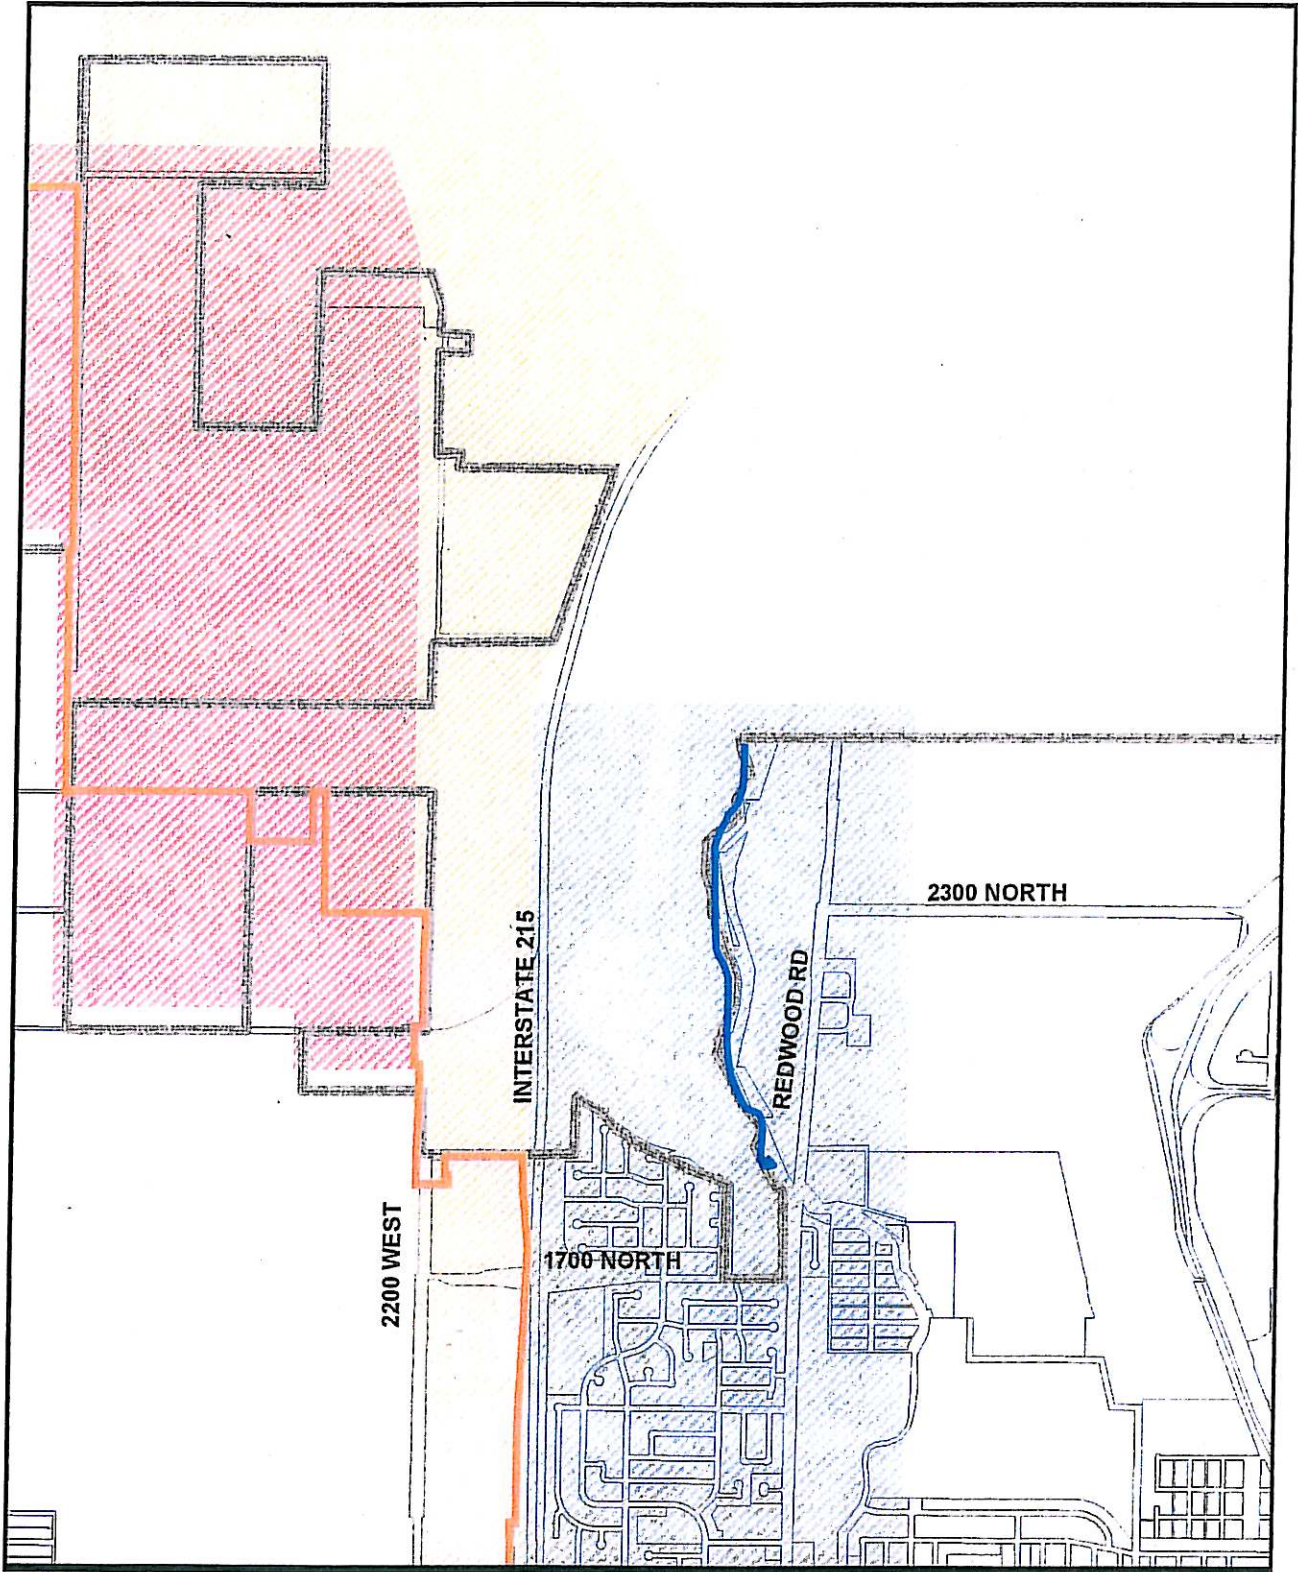 2300 NORTH
INTERSTATE 215
REDWOOD RD
2200 WEST
1700 NORTH